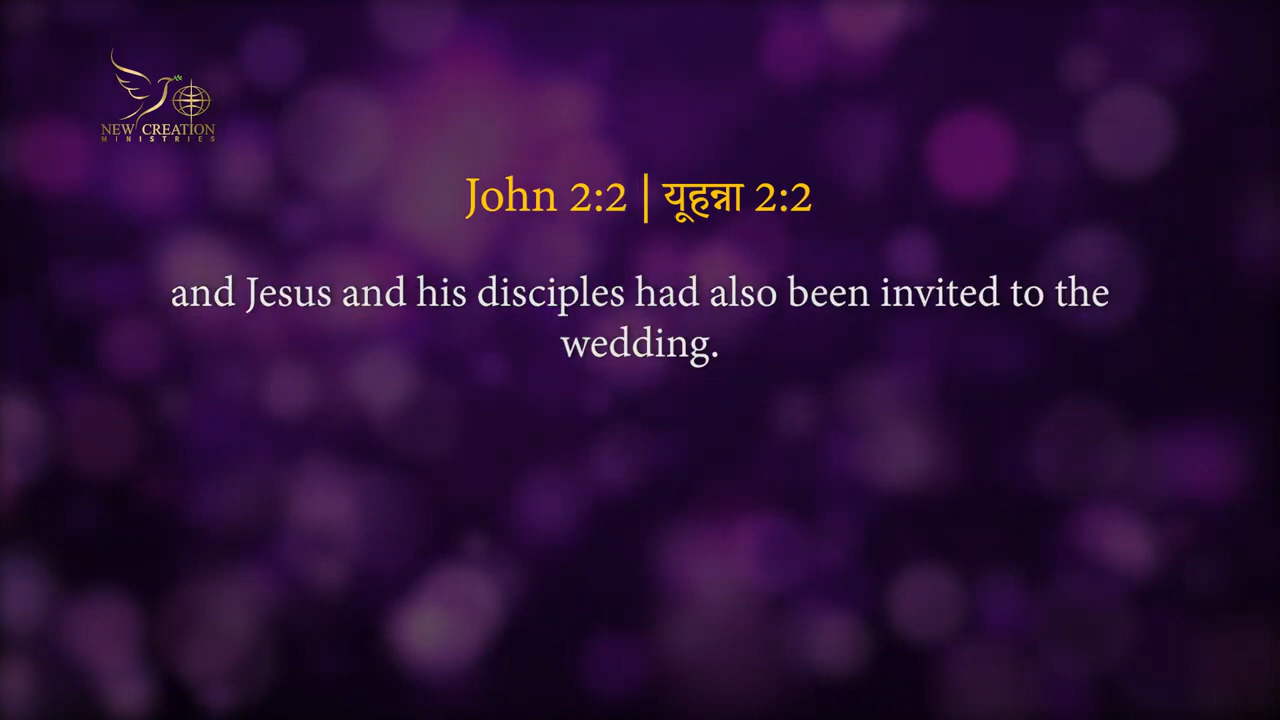 NEW CREATION
MINISTRIES
John 2:2 | यूहन्ना 2:2
and Jesus and his disciples had also been invited to the
wedding.